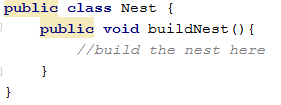 public class Nest {
public void buildNest(){
//build the nest here
}
}